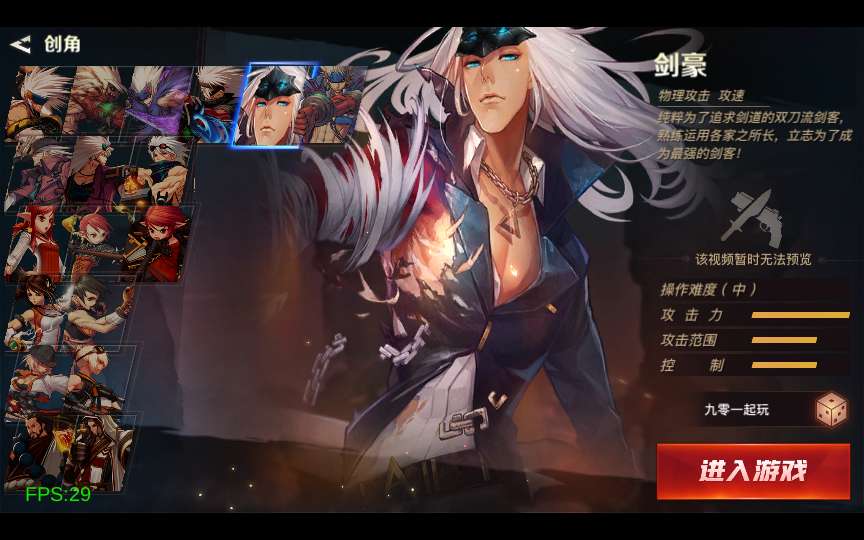 创角
剑豪
物理攻击 攻速
纯粹为了追求剑道的双刀流剑客，
熟练运用各家之所长，立志为了成
为最强的剑客！
该视频暂时无法预览
操作难度（中）
攻击力
攻击范围
控制
九零一起玩
进入游戏
FPS:29